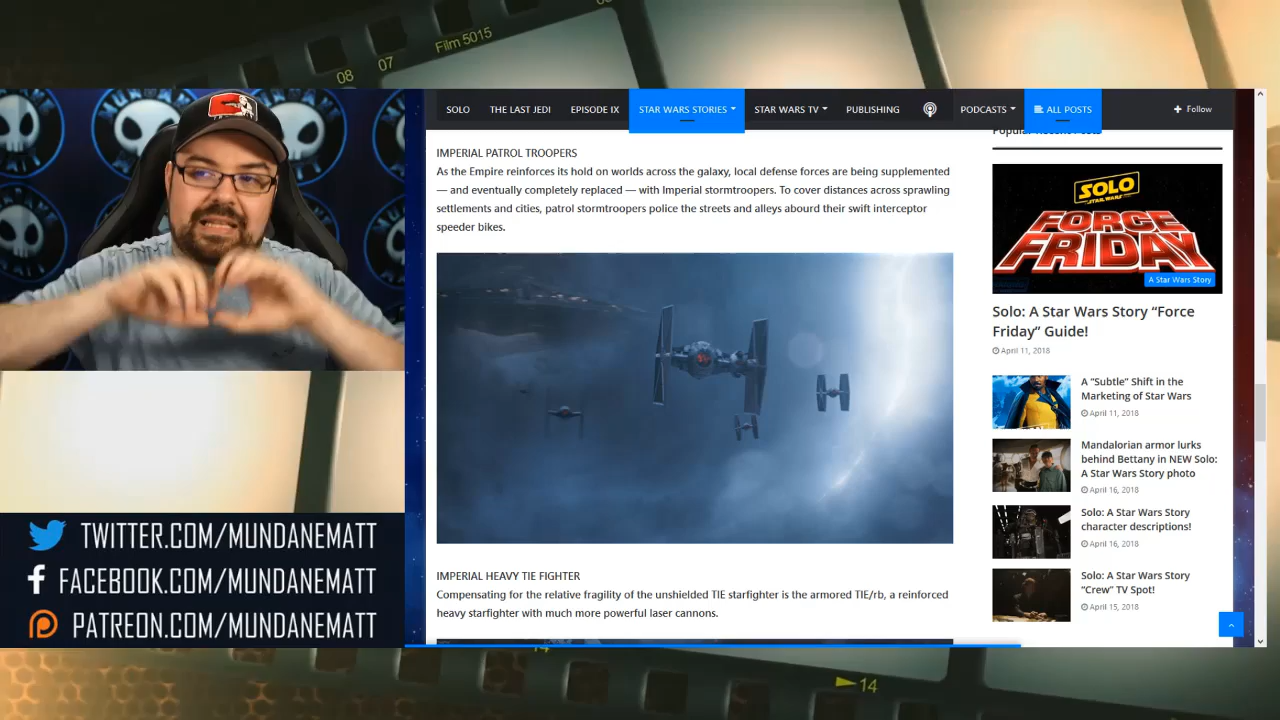 Film 5015
08
07
SOLO THE LAST JEDI EPISODE IX STAR WARS STORIES STAR WARS TV PUBLISHING PODCASTS ALL POSTS Follow
Popular Recent Posts
IMPERIAL PATROL TROOPERS
As the Empire reinforces its hold on worlds across the galaxy, local defense forces are being supplemented
— and eventually completely replaced — with Imperial stormtroopers. To cover distances across sprawling
settlements and cities, patrol stormtroopers police the streets and alleys abourd their swift interceptor
speeder bikes.
IMPERIAL HEAVY TIE FIGHTER
Compensating for the relative fragility of the unshielded TIE starfighter is the armored TIE/rb, a reinforced
heavy starfighter with much more powerful laser cannons.
SOLO
STAR WARS
FORCE
FRIDAY
A Star Wars Story
Solo: A Star Wars Story “Force
Friday” Guide!
April 11, 2018
A “Subtle” Shift in the
Marketing of Star Wars
April 11, 2018
Mandalorian armor lurks
behind Bettany in NEW Solo:
A Star Wars Story photo
April 16, 2018
Solo: A Star Wars Story
character descriptions!
April 16, 2018
Solo: A Star Wars Story
“Crew” TV Spot!
April 15, 2018
TWITTER.COM/MUNDANEMATT
FACEBOOK.COM/MUNDANEMATT
PATREON.COM/MUNDANEMATT
14
14